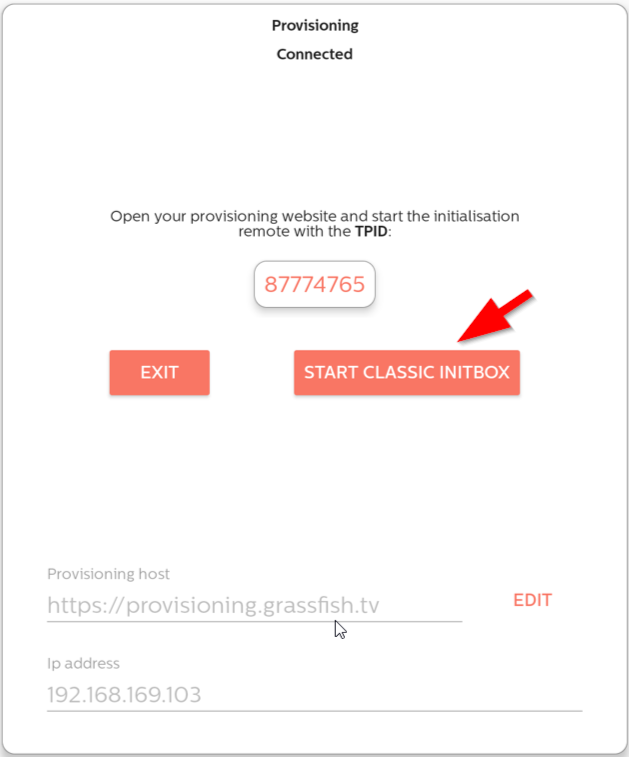 Provisioning
Connected
Open your provisioning website and start the initialisation
remote with the TPID:
87774765
EXIT
START CLASSIC INITBOX
Provisioning host
https://provisioning.grassfish.tv
EDIT
Ip address
192.168.169.103